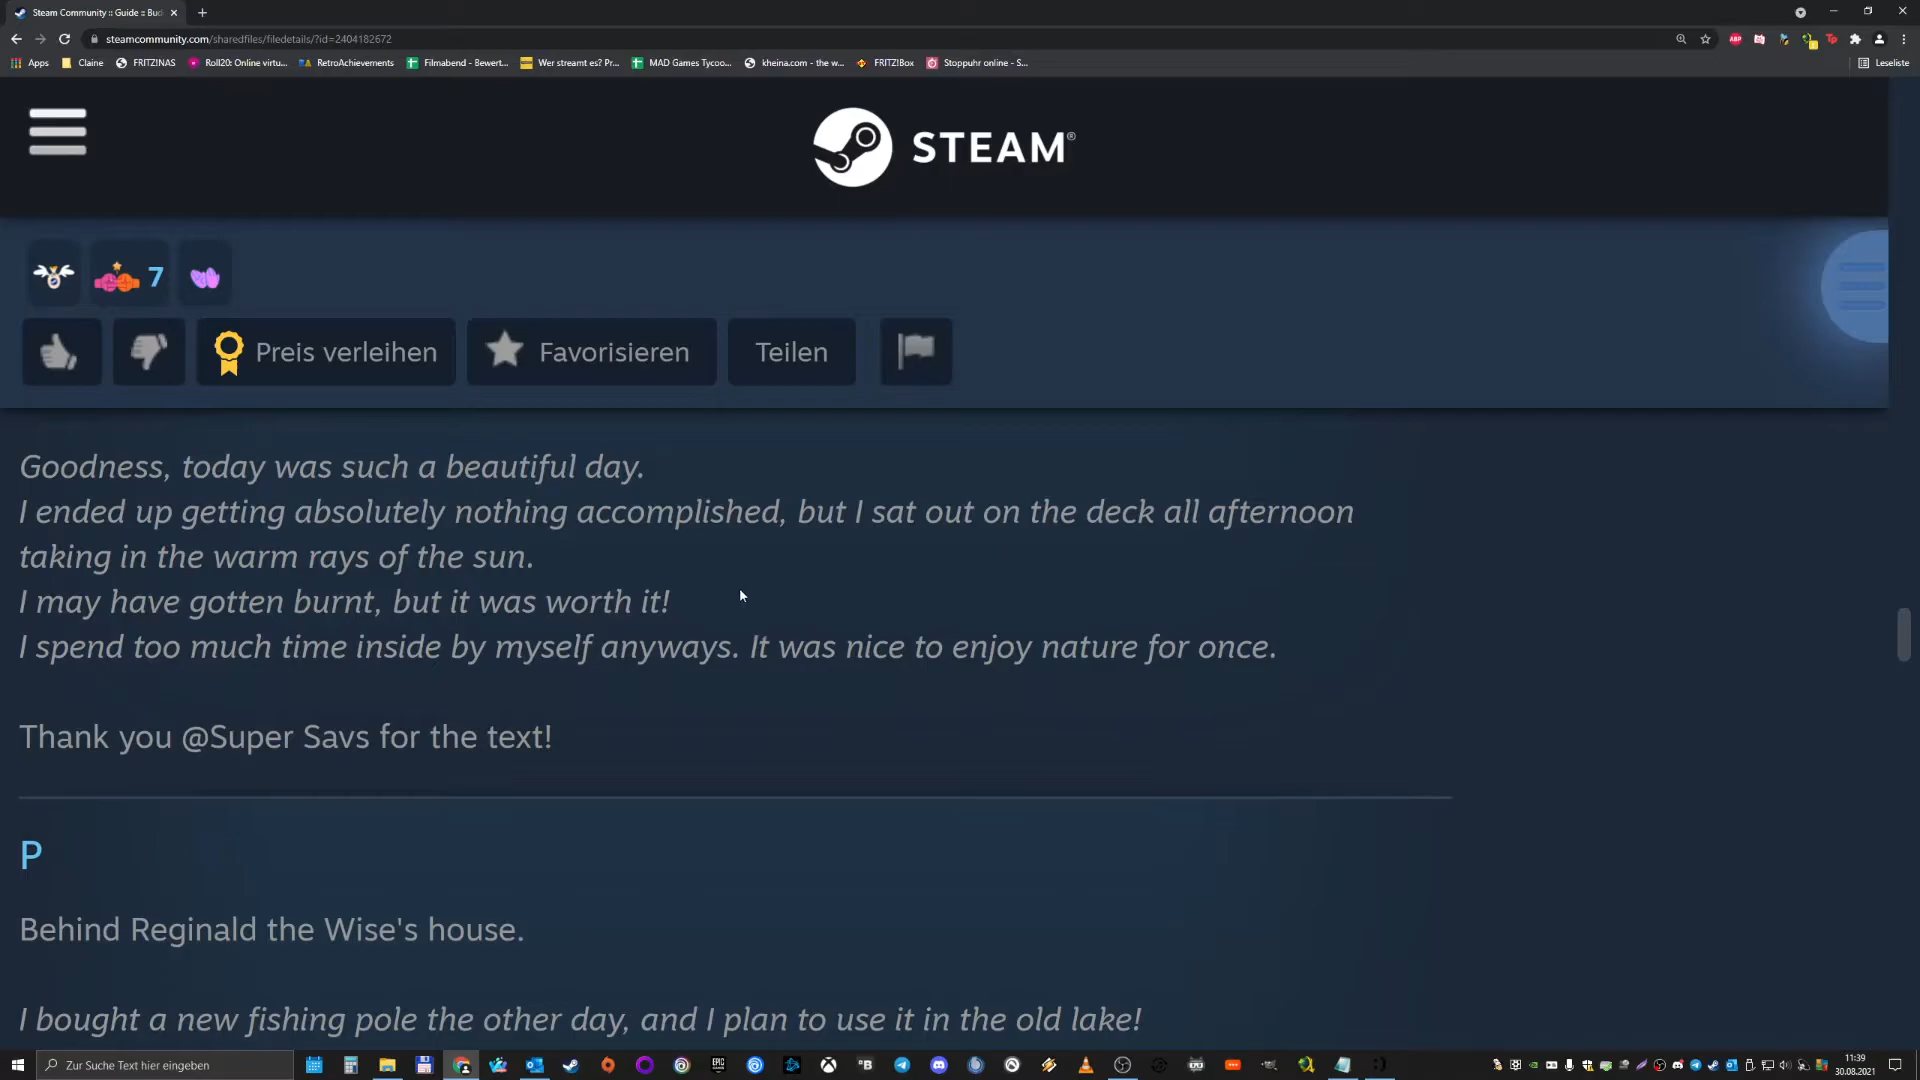 Steam Community :: Guide :: Bud
steamcommunity.com/sharedfiles/filedetails/?id=2404182672
Apps
Claine
FRITZ!NAS
Roll20: Online virtu...
RetroAchievements
Filmabend - Bewert...
Wer streamt es? Pr...
MAD Games Tycoo...
kheina.com - the w...
FRITZ!Box
Stoppuhr online - S...
Leseliste
STEAM®
7
Preis verleihen
Favorisieren
Teilen
Goodness, today was such a beautiful day.
I ended up getting absolutely nothing accomplished, but I sat out on the deck all afternoon
taking in the warm rays of the sun.
I may have gotten burnt, but it was worth it!
I spend too much time inside by myself anyways. It was nice to enjoy nature for once.
Thank you @Super Savs for the text!
P
Behind Reginald the Wise's house.
I bought a new fishing pole the other day, and I plan to use it in the old lake!
Zur Suche Text hier eingeben
11:39
30.08.2021